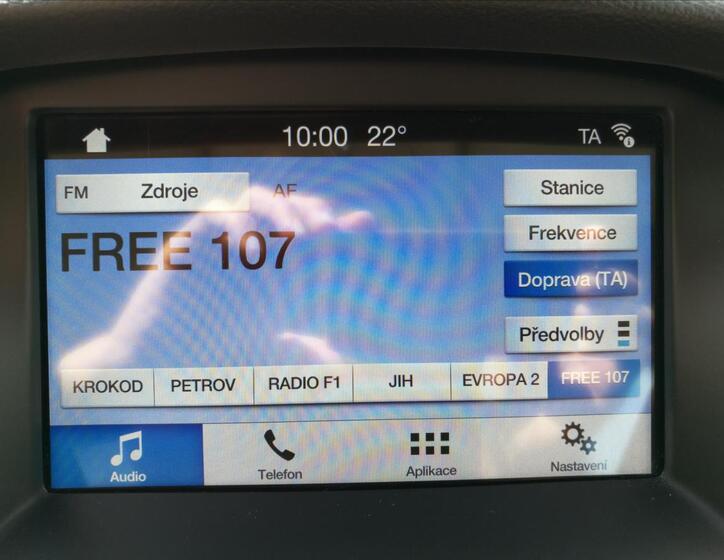 10:00 22° TA
FM Zdroje AF Stanice
FREE 107
Frekvence
Doprava (TA)
Předvolby
KROKOD PETROV RADIO F1 JIH EVROPA 2 FREE 107
Audio Telefon Aplikace Nastavení